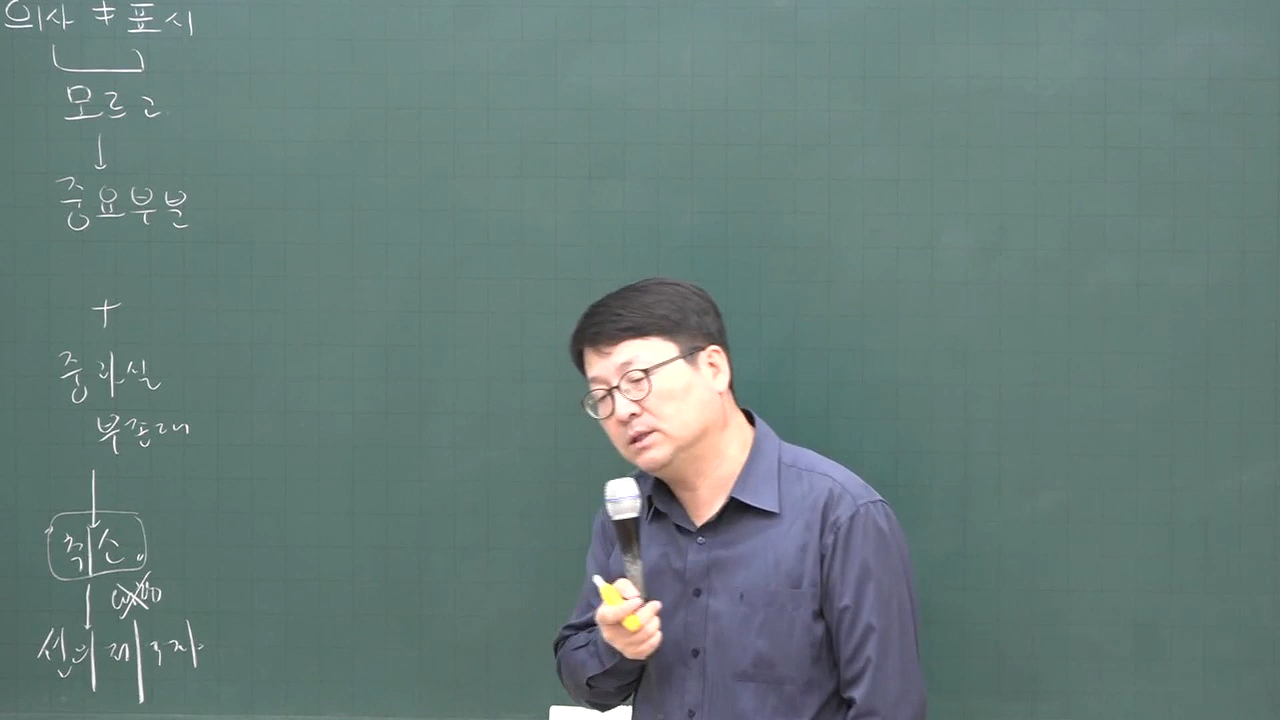 의사 ≠ 표시
모르고
↓
중요부분
+
중과실
부존재
↓
취소
↓
선의 제3자